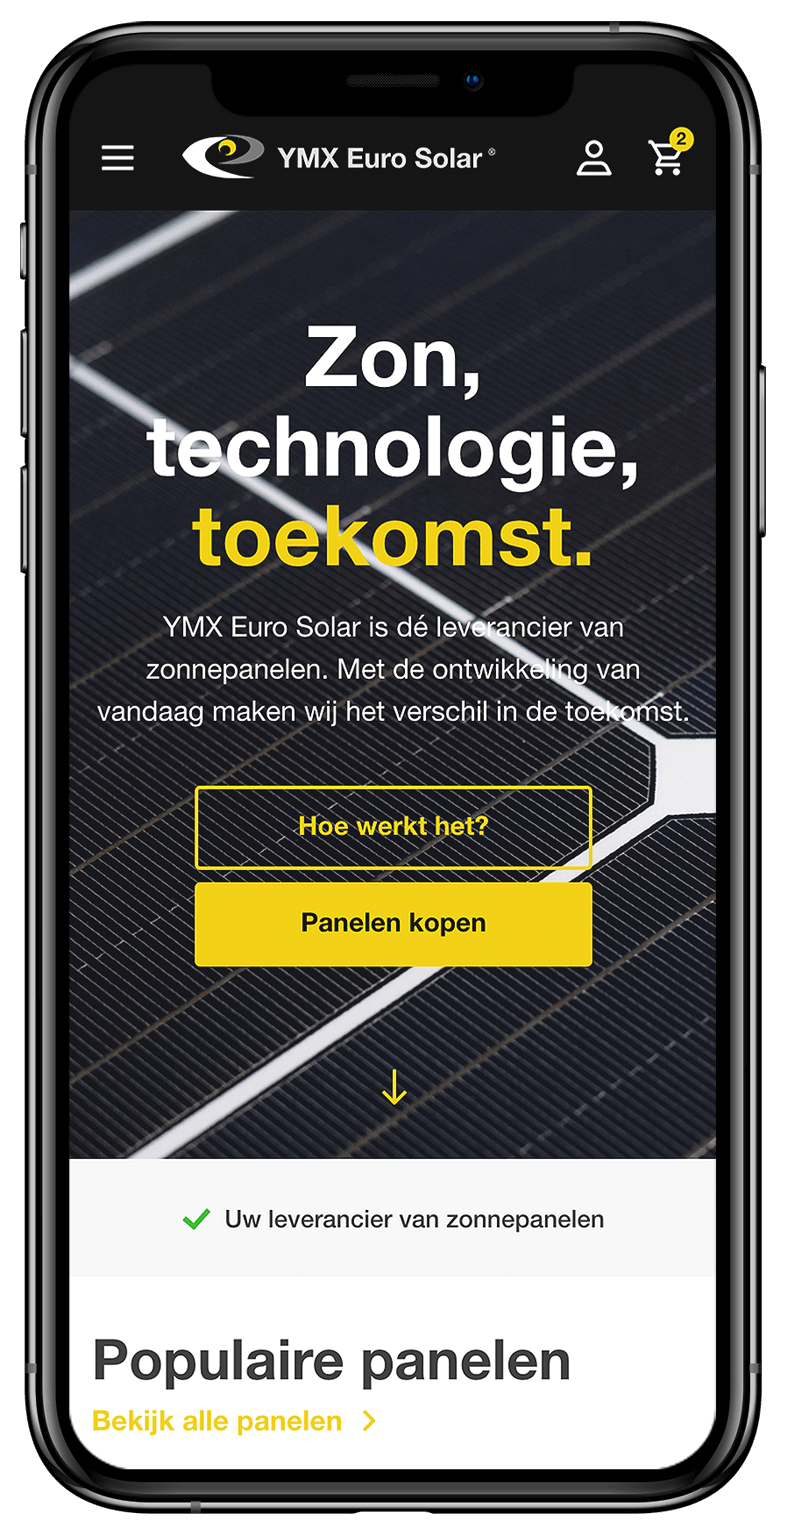 YMX Euro Solar ®
2
Zon,
technologie,
toekomst.
YMX Euro Solar is dé leverancier van
zonnepanelen. Met de ontwikkeling van
vandaag maken wij het verschil in de toekomst.
Hoe werkt het?
Panelen kopen
Uw leverancier van zonnepanelen
Populaire panelen
Bekijk alle panelen